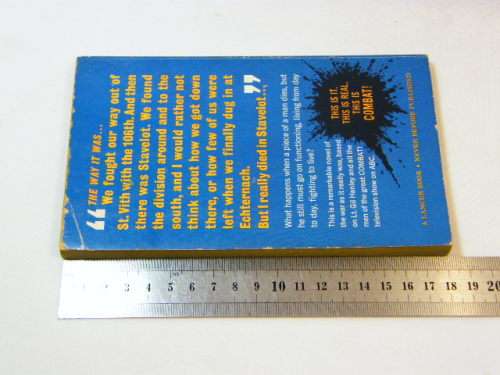 THE WAY IT WAS...
“We fought our way out of
St. Vith with the 106th. And then
there was Stavelot. We found
the division around and to the
south, and I would rather not
think about how we got down
there, or how few of us were
left when we finally dug in at
Echternach.
But I really died in Stavelot...”
What happens when a piece of a man dies, but
he still must go on functioning, living from day
to day, fighting to live?
This is a remarkable novel of
the war as it really was, based
on Lt. Gil Hanley and all the
men of the great COMBAT!
television show on ABC.
THIS IS IT.
THIS IS REAL.
THIS IS
COMBAT!
A LANCER BOOK • NEVER BEFORE PUBLISHED
1 2 3 4 5 6 7 8 9 10 11 12 13 14 15 16 17 18 19 20